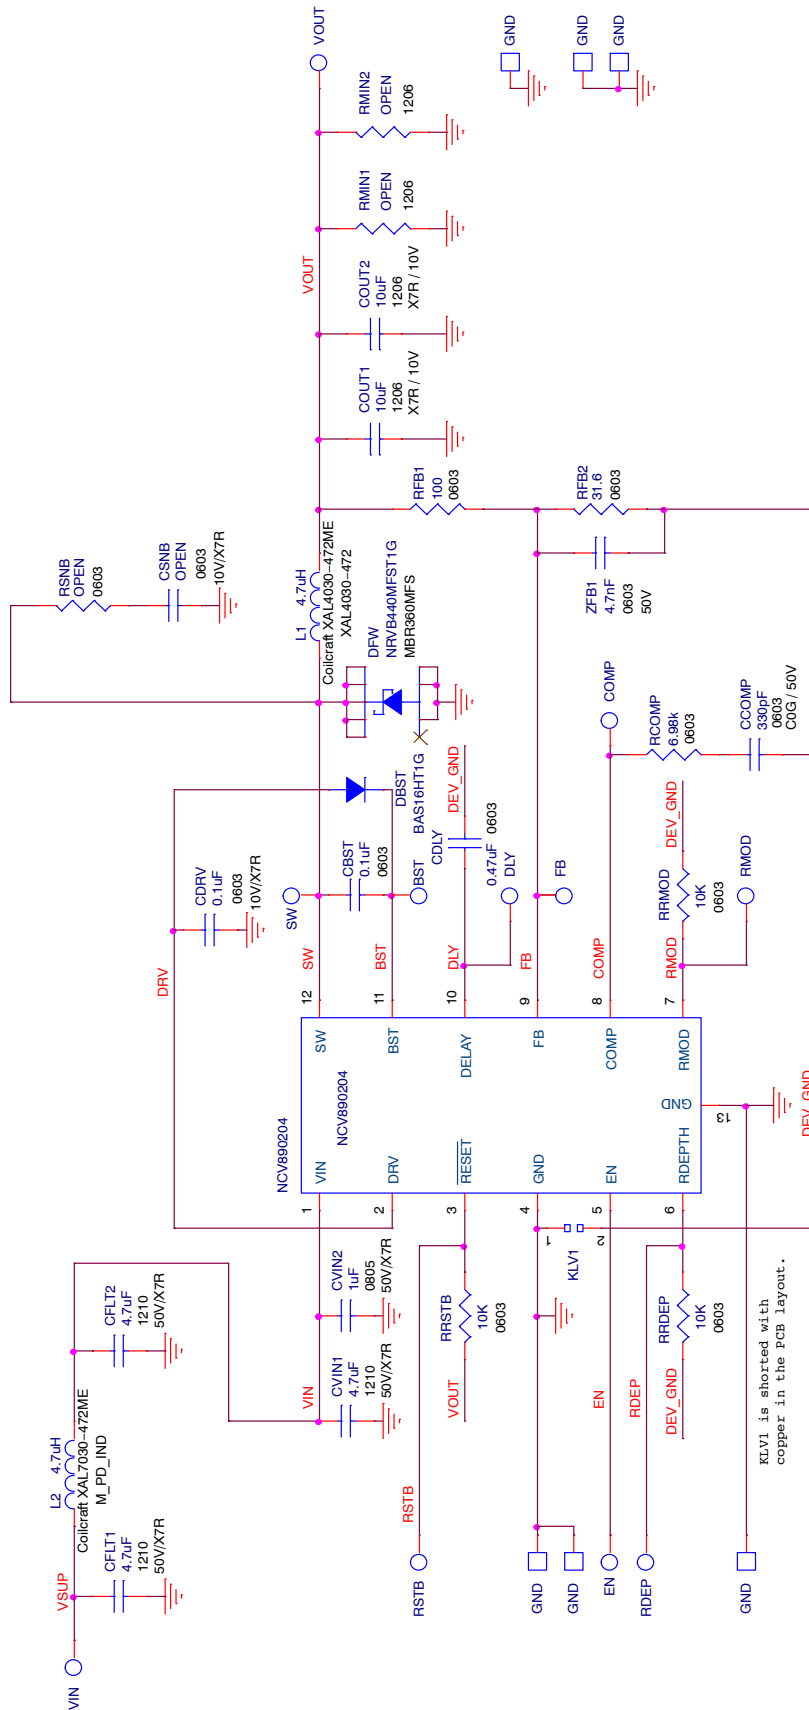 VIN
VSUP
CFLT1
4.7uF
1210
50V/X7R
L2
4.7uH
Coilcraft XAL7030-472ME
M_PD_IND
CFLT2
4.7uF
1210
50V/X7R
DRV
CDRV
0.1uF
0603
10V/X7R
RSNB
OPEN
0603
CSNB
OPEN
0603
10V/X7R
VIN
CVIN1
4.7uF
1210
50V/X7R
CVIN2
1uF
0805
50V/X7R
NCV890204
NCV890204
1
VIN
2
DRV
3
RESET
4
GND
5
EN
6
RDEPTH
12
SW
11
BST
10
DELAY
9
FB
8
COMP
7
RMOD
13
GND
SW
SW
BST
CBST
0.1uF
0603
BST
DBST
BAS16HT1G
DFW
NRVB440MFST1G
MBR360MFS
L1
4.7uH
Coilcraft XAL4030-472ME
XAL4030-472
VOUT
COUT1
10uF
1206
X7R / 10V
COUT2
10uF
1206
X7R / 10V
RMIN1
OPEN
1206
RMIN2
OPEN
1206
VOUT
GND
GND
GND
RSTB
RSTB
VOUT
RRSTB
10K
0603
DLY
CDLY
0.47uF
0603
DEV_GND
DLY
FB
FB
RFB1
100
0603
RFB2
31.6
0603
ZFB1
4.7nF
0603
50V
GND
GND
1
2
KLV1
EN
EN
COMP
COMP
RCOMP
6.98k
0603
CCOMP
330pF
0603
C0G / 50V
RDEP
RDEP
DEV_GND
RRDEP
10K
0603
RMOD
RRMOD
10K
0603
DEV_GND
RMOD
GND
DEV_GND
KLV1 is shorted with
copper in the PCB layout.